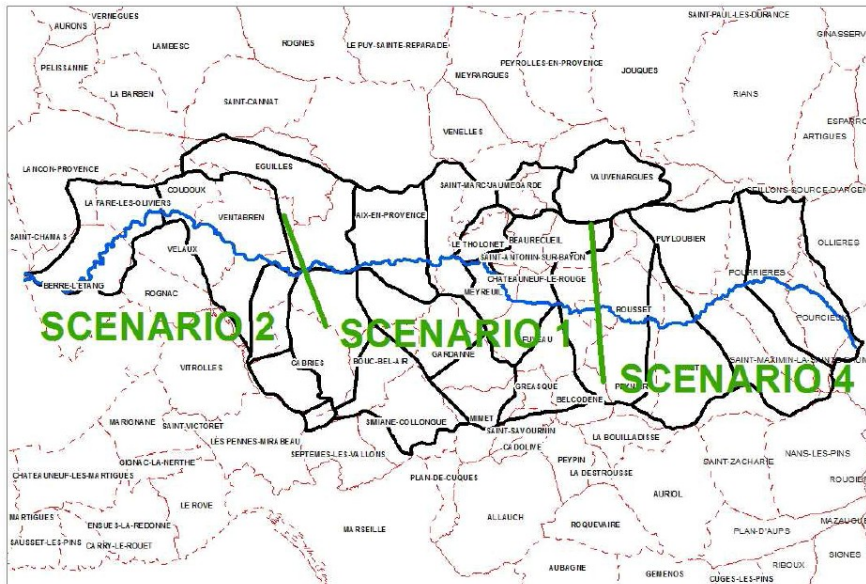 VERNEGUES
AURONS
LAMBESC
ROGNES
LE PUY-SAINTE-REPARADE
SAINT-PAUL-LES-DURANCE
GINASSERV
PELISSANNE
PEYROLLES-EN-PROVENCE
JOUQUES
MEYRARGUES
LA BARBEN
RIANS
SAINT-CANNAT
ESPARRO
VENELLES
ARTIGUES
LANCON-PROVENCE
EGUILLES
VAUVENARGUES
COUDOUX
SAINT-MARC-JAUMEGARDE
SEILLONS-SOURCE-D'ARGEN
LA FARE-LES-OLIVIERS
VENTABREN
AIX-EN-PROVENCE
SAINT-CHAMAS
LE THOLONET
BEAURECUEIL
PUYLOUBIER
OLLIERES
VELAUX
SAINT-ANTONIN-SUR-BAYON
POURRIERES
BERRE-L'ETANG
CHATEAUNEUF-LE-ROUGE
MEYREUIL
ROGNAC
ROUSSET
POURCIEUX
SCENARIO 2
SCENARIO 1
FUVEAU
GARDANNE
BOUC-BEL-AIR
CABRIES
SAINT-MAXIMIN-LA-SAINTE-BAUM
VITROLLES
SCENARIO 4
GREASQUE
BELCODENE
MARIGNANE
SAINT-VICTORET
SIMIANE-COLLONGUE
MIMET
SAINT-SAVOURNIN
LA BOUILLADISSE
LES PENNES-MIRABEAU
CADOLIVE
SEPTEMES-LES-VALLONS
PEYPIN
NANS-LES-PINS
GIGNAC-LA-NERTHE
SAINT-ZACHARIE
CHATEAUNEUF-LES-MARTIGUES
PLAN-DE-CUQUES
LA DESTROUSSE
ROUGIE
AURIOL
LE ROVE
MARTIGUES
ALLAUCH
ROQUEVAIRE
MAZAUGUE
ENSUES-LA-REDONNE
MARSEILLE
PLAN-D'AUPS
SAUSSET-LES-PINS
CARRY-LE-ROUET
SIGNES
AUBAGNE
RIBOUX
GEMENOS
CUGES-LES-PINS